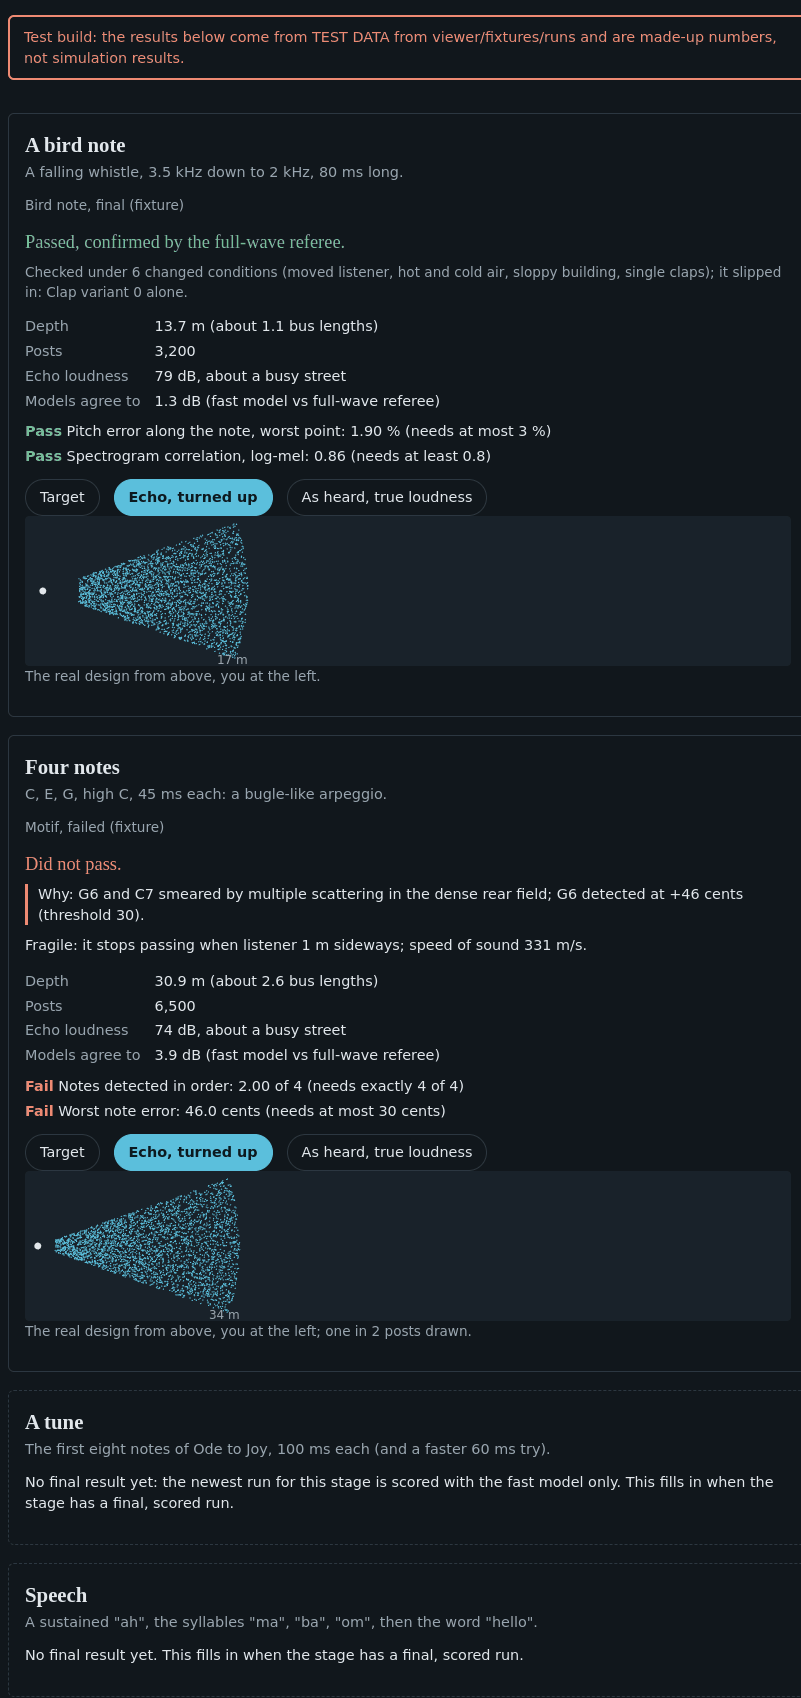 Test build: the results below come from TEST DATA from viewer/fixtures/runs and are made-up numbers,
not simulation results.
A bird note
A falling whistle, 3.5 kHz down to 2 kHz, 80 ms long.
Bird note, final (fixture)
Passed, confirmed by the full-wave referee.
Checked under 6 changed conditions (moved listener, hot and cold air, sloppy building, single claps); it slipped
in: Clap variant 0 alone.
Depth 13.7 m (about 1.1 bus lengths)
Posts 3,200
Echo loudness 79 dB, about a busy street
Models agree to 1.3 dB (fast model vs full-wave referee)
Pass Pitch error along the note, worst point: 1.90 % (needs at most 3 %)
Pass Spectrogram correlation, log-mel: 0.86 (needs at least 0.8)
Target Echo, turned up As heard, true loudness
17 m
The real design from above, you at the left.
Four notes
C, E, G, high C, 45 ms each: a bugle-like arpeggio.
Motif, failed (fixture)
Did not pass.
Why: G6 and C7 smeared by multiple scattering in the dense rear field; G6 detected at +46 cents
(threshold 30).
Fragile: it stops passing when listener 1 m sideways; speed of sound 331 m/s.
Depth 30.9 m (about 2.6 bus lengths)
Posts 6,500
Echo loudness 74 dB, about a busy street
Models agree to 3.9 dB (fast model vs full-wave referee)
Fail Notes detected in order: 2.00 of 4 (needs exactly 4 of 4)
Fail Worst note error: 46.0 cents (needs at most 30 cents)
Target Echo, turned up As heard, true loudness
34 m
The real design from above, you at the left; one in 2 posts drawn.
A tune
The first eight notes of Ode to Joy, 100 ms each (and a faster 60 ms try).
No final result yet: the newest run for this stage is scored with the fast model only. This fills in when the
stage has a final, scored run.
Speech
A sustained "ah", the syllables "ma", "ba", "om", then the word "hello".
No final result yet. This fills in when the stage has a final, scored run.